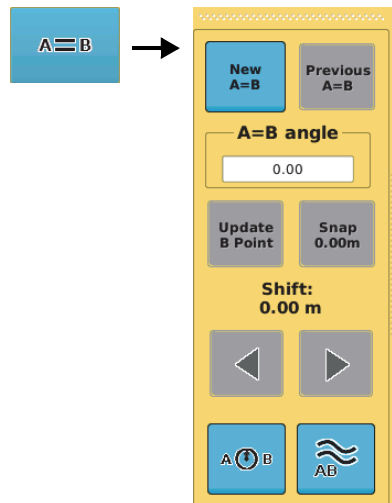 A=B
New
A=B
Previous
A=B
A=B angle
0.00
Update
B Point
Snap
0.00m
Shift:
0.00 m
A B
AB